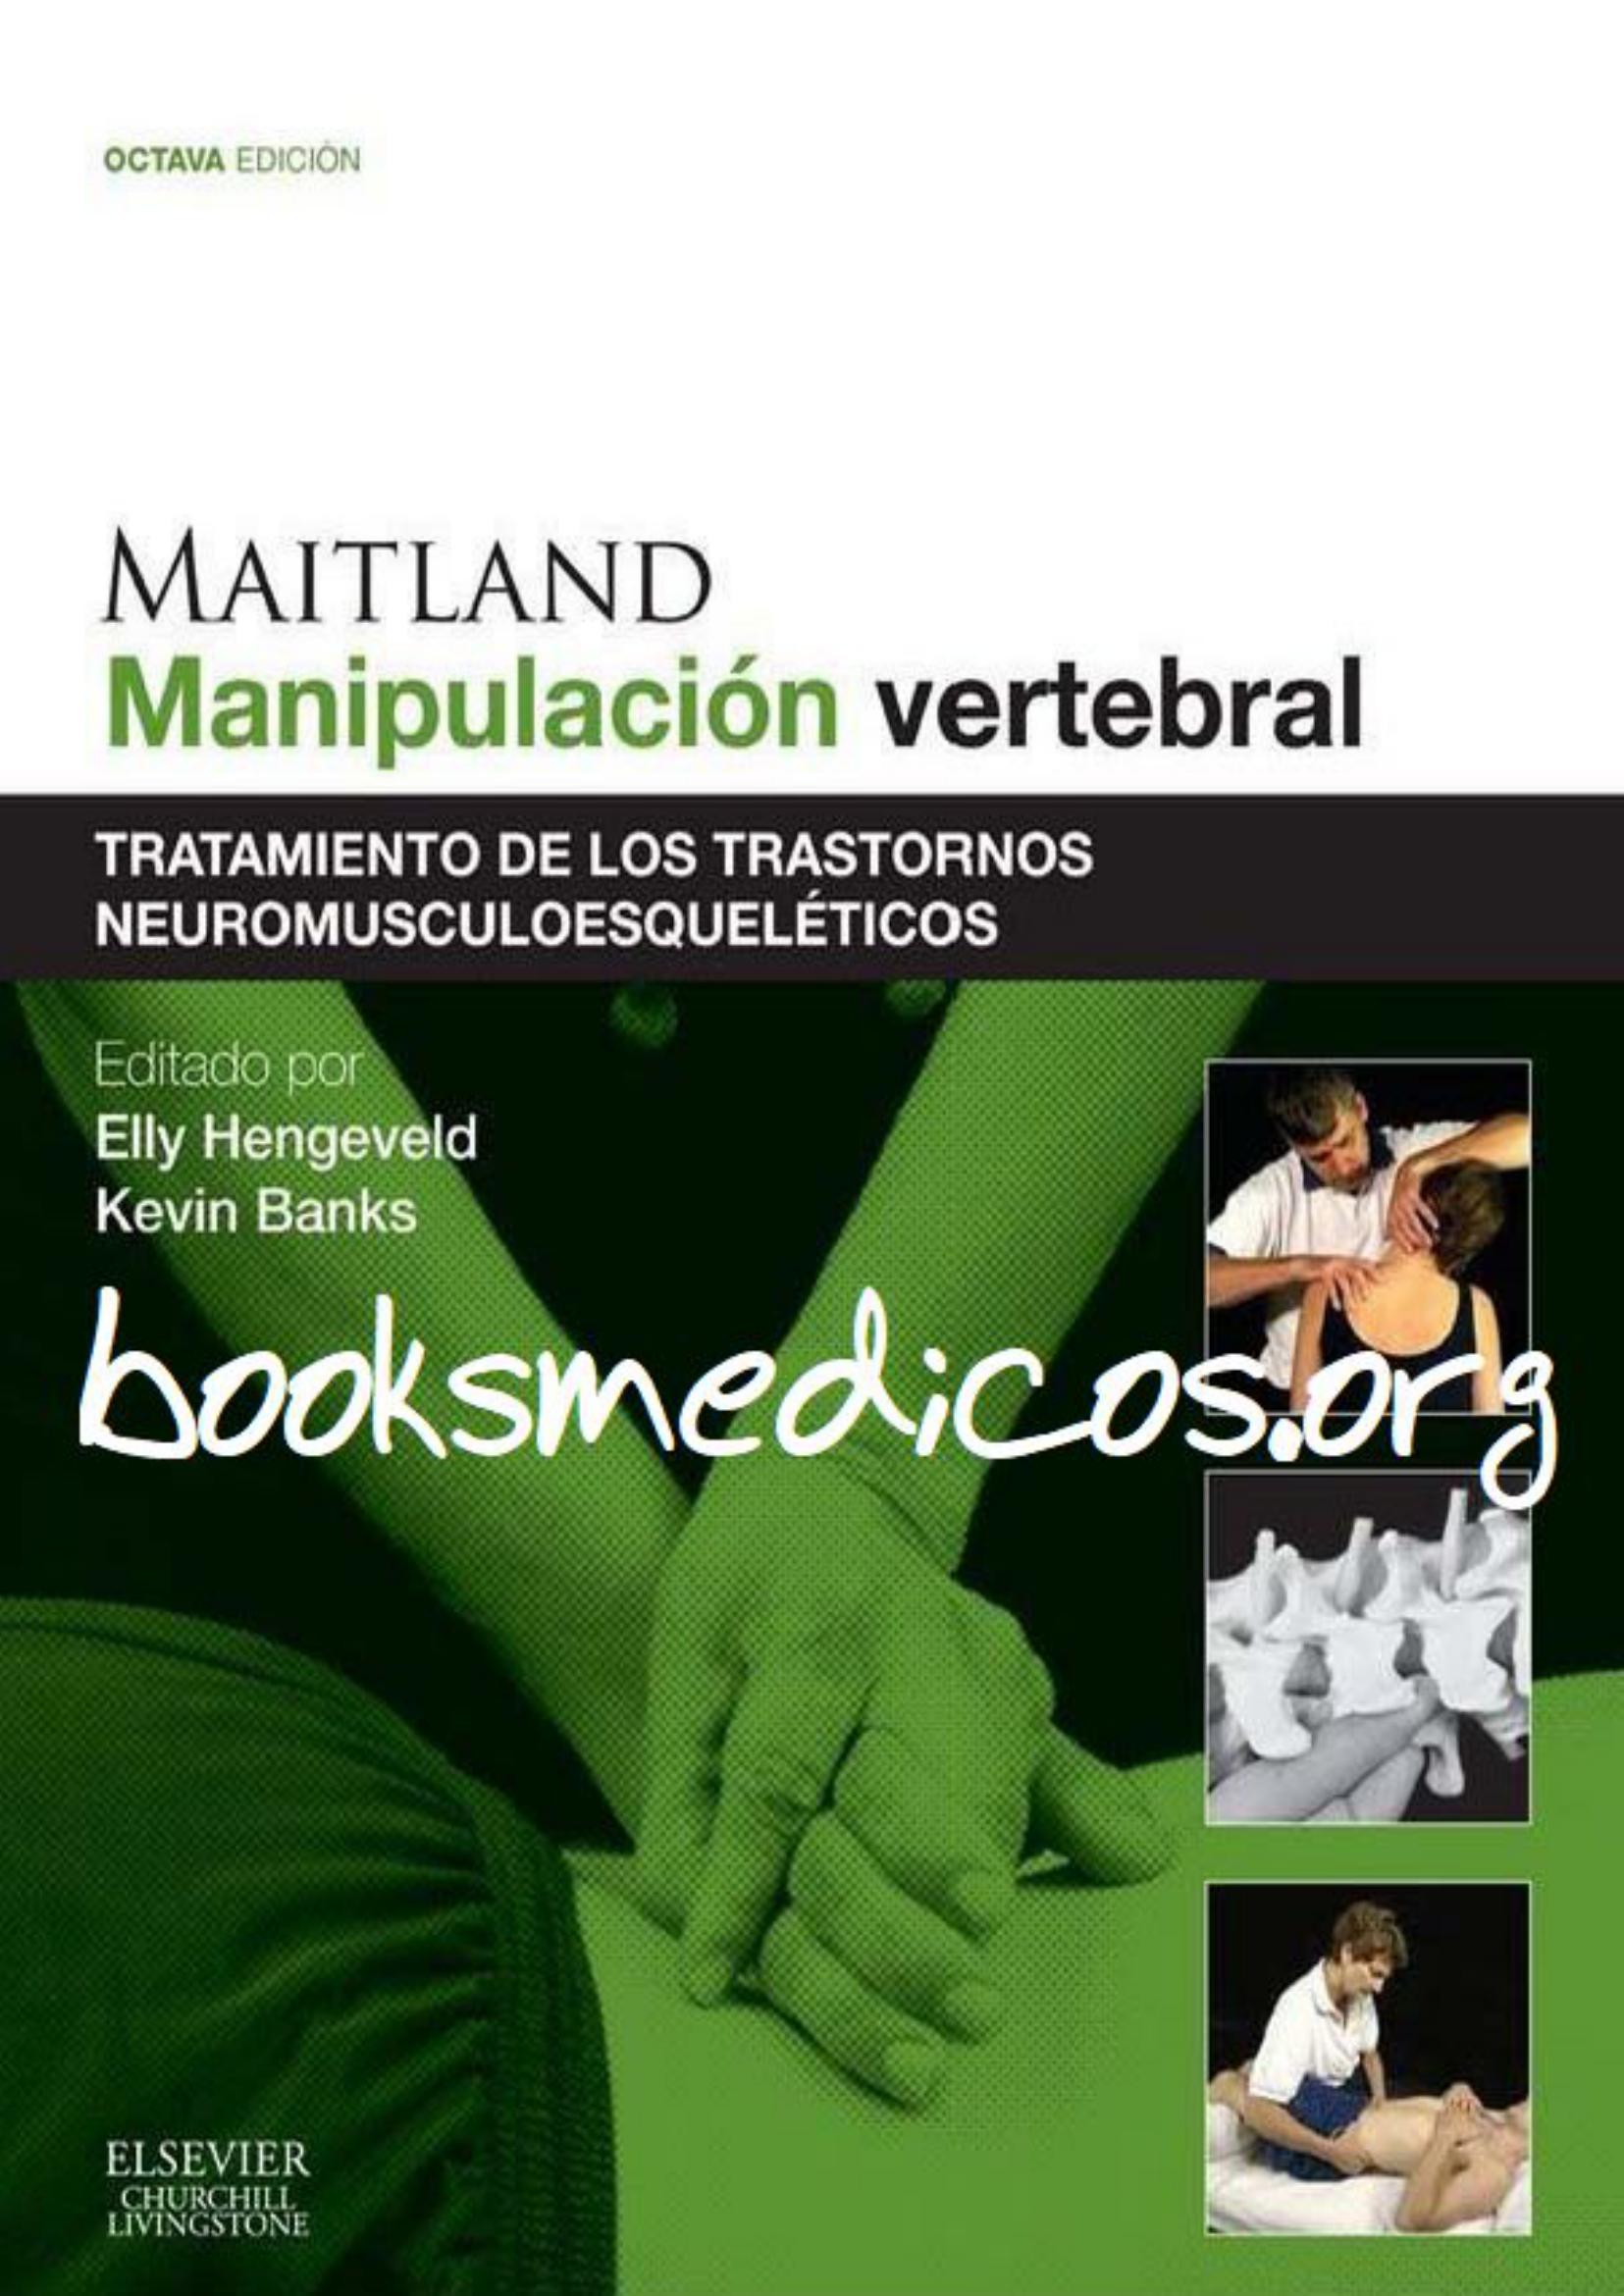 OCTAVA EDICIÓN
MAITLAND
Manipulación vertebral
TRATAMIENTO DE LOS TRASTORNOS
NEUROMUSCULOESQUELÉTICOS
Editado por
Elly Hengeveld
Kevin Banks
booksmedicos.org
ELSEVIER
CHURCHILL
LIVINGSTONE